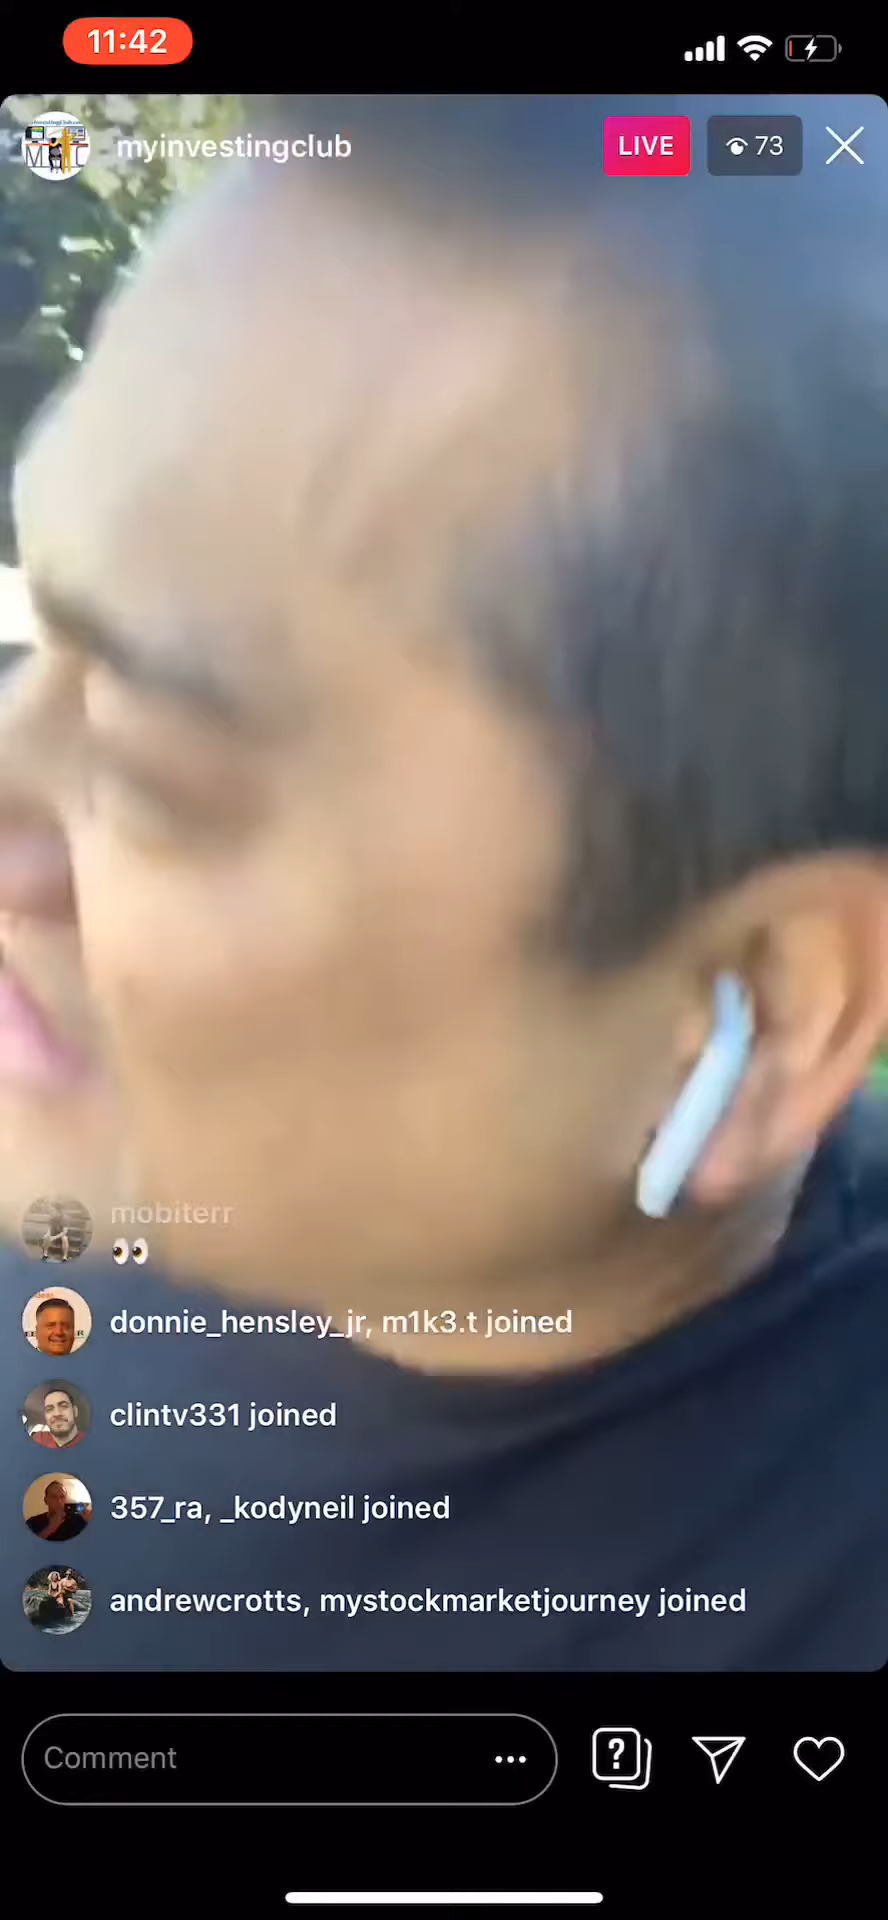 11:42
myinvestingclub
LIVE
73
mobiterr
👀
donnie_hensley_jr, m1k3.t joined
clintv331 joined
357_ra, _kodyneil joined
andrewcrotts, mystockmarketjourney joined
Comment